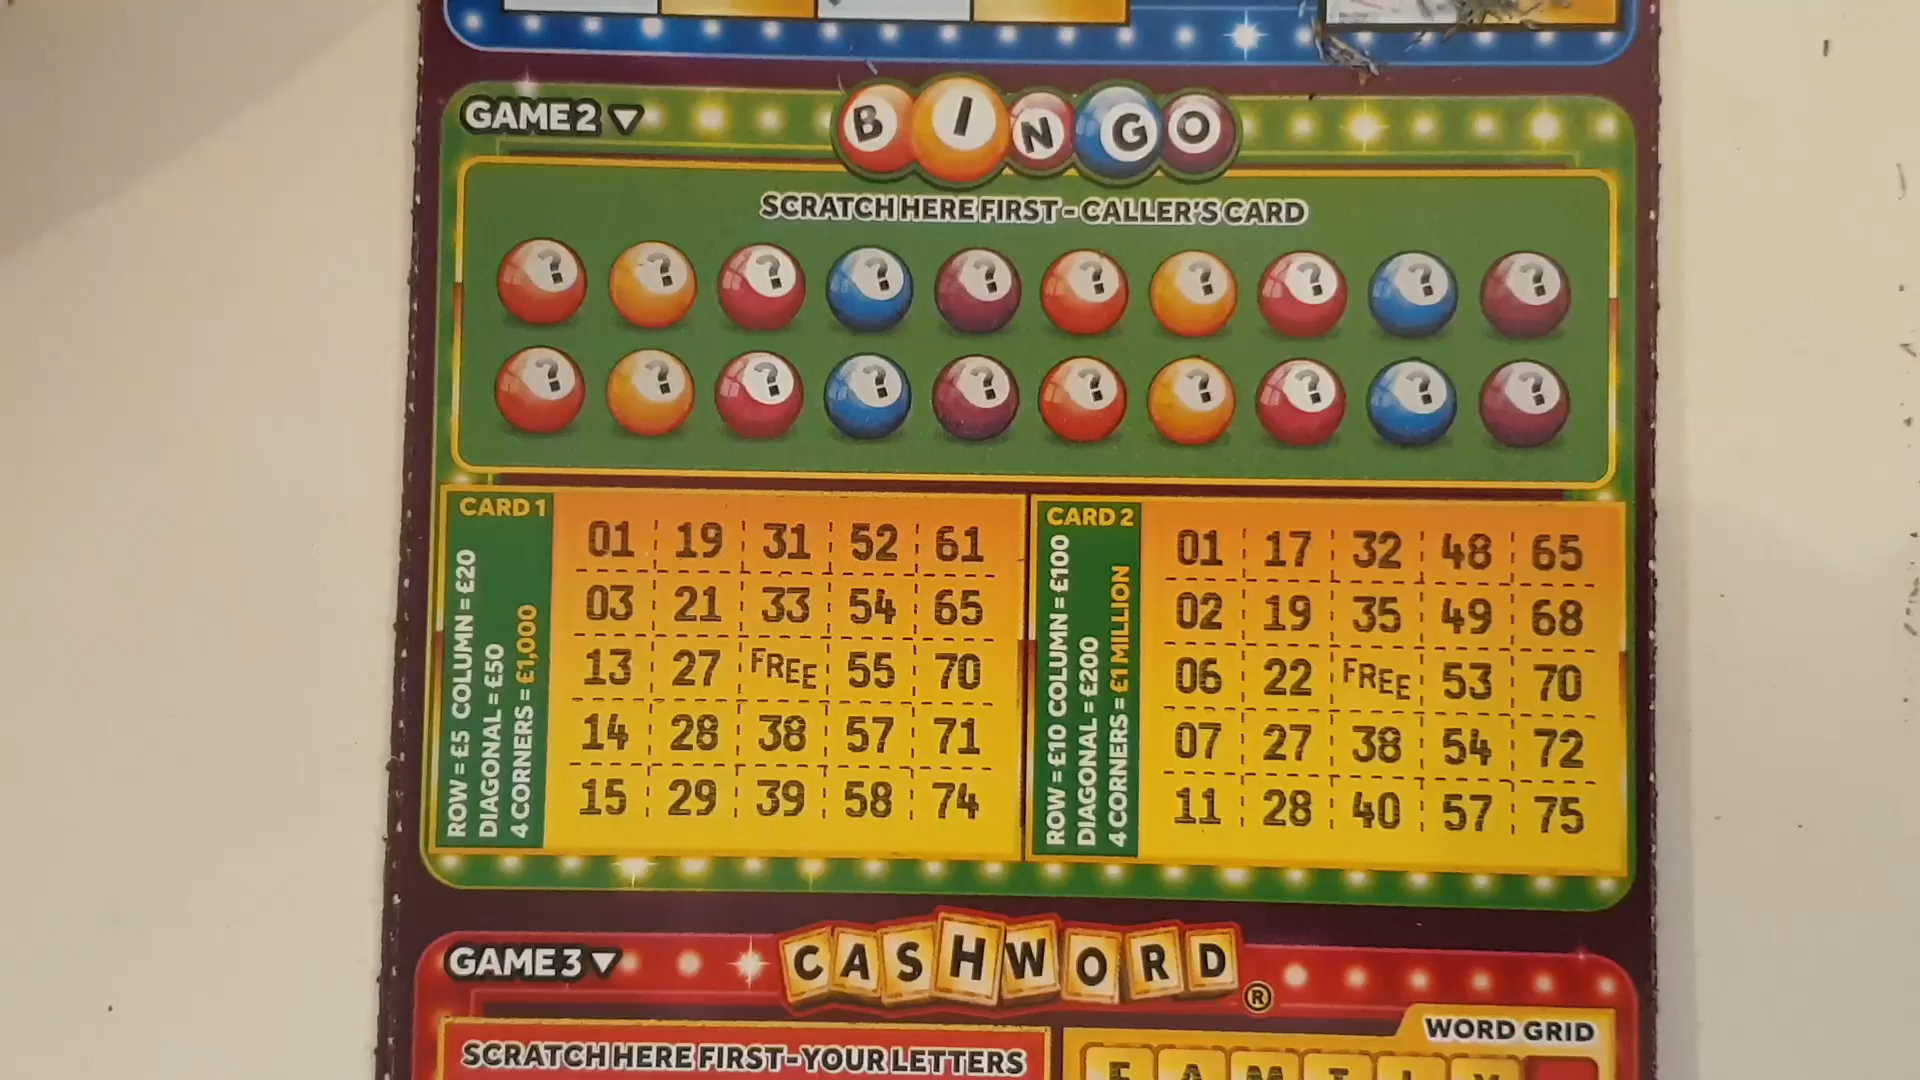 GAME 2
BINGO
SCRATCH HERE FIRST - CALLER'S CARD
? ? ? ? ? ? ? ? ? ?
? ? ? ? ? ? ? ? ? ?
CARD 1
ROW = £5 COLUMN = £20
DIAGONAL = £50
4 CORNERS = £1,000
01 19 31 52 61
03 21 33 54 65
13 27 FREE 55 70
14 28 38 57 71
15 29 39 58 74
CARD 2
ROW = £10 COLUMN = £100
DIAGONAL = £200
4 CORNERS = £1 MILLION
01 17 32 48 65
02 19 35 49 68
06 22 FREE 53 70
07 27 38 54 72
11 28 40 57 75
GAME 3
CASHWORD®
SCRATCH HERE FIRST - YOUR LETTERS
WORD GRID
FAMILY